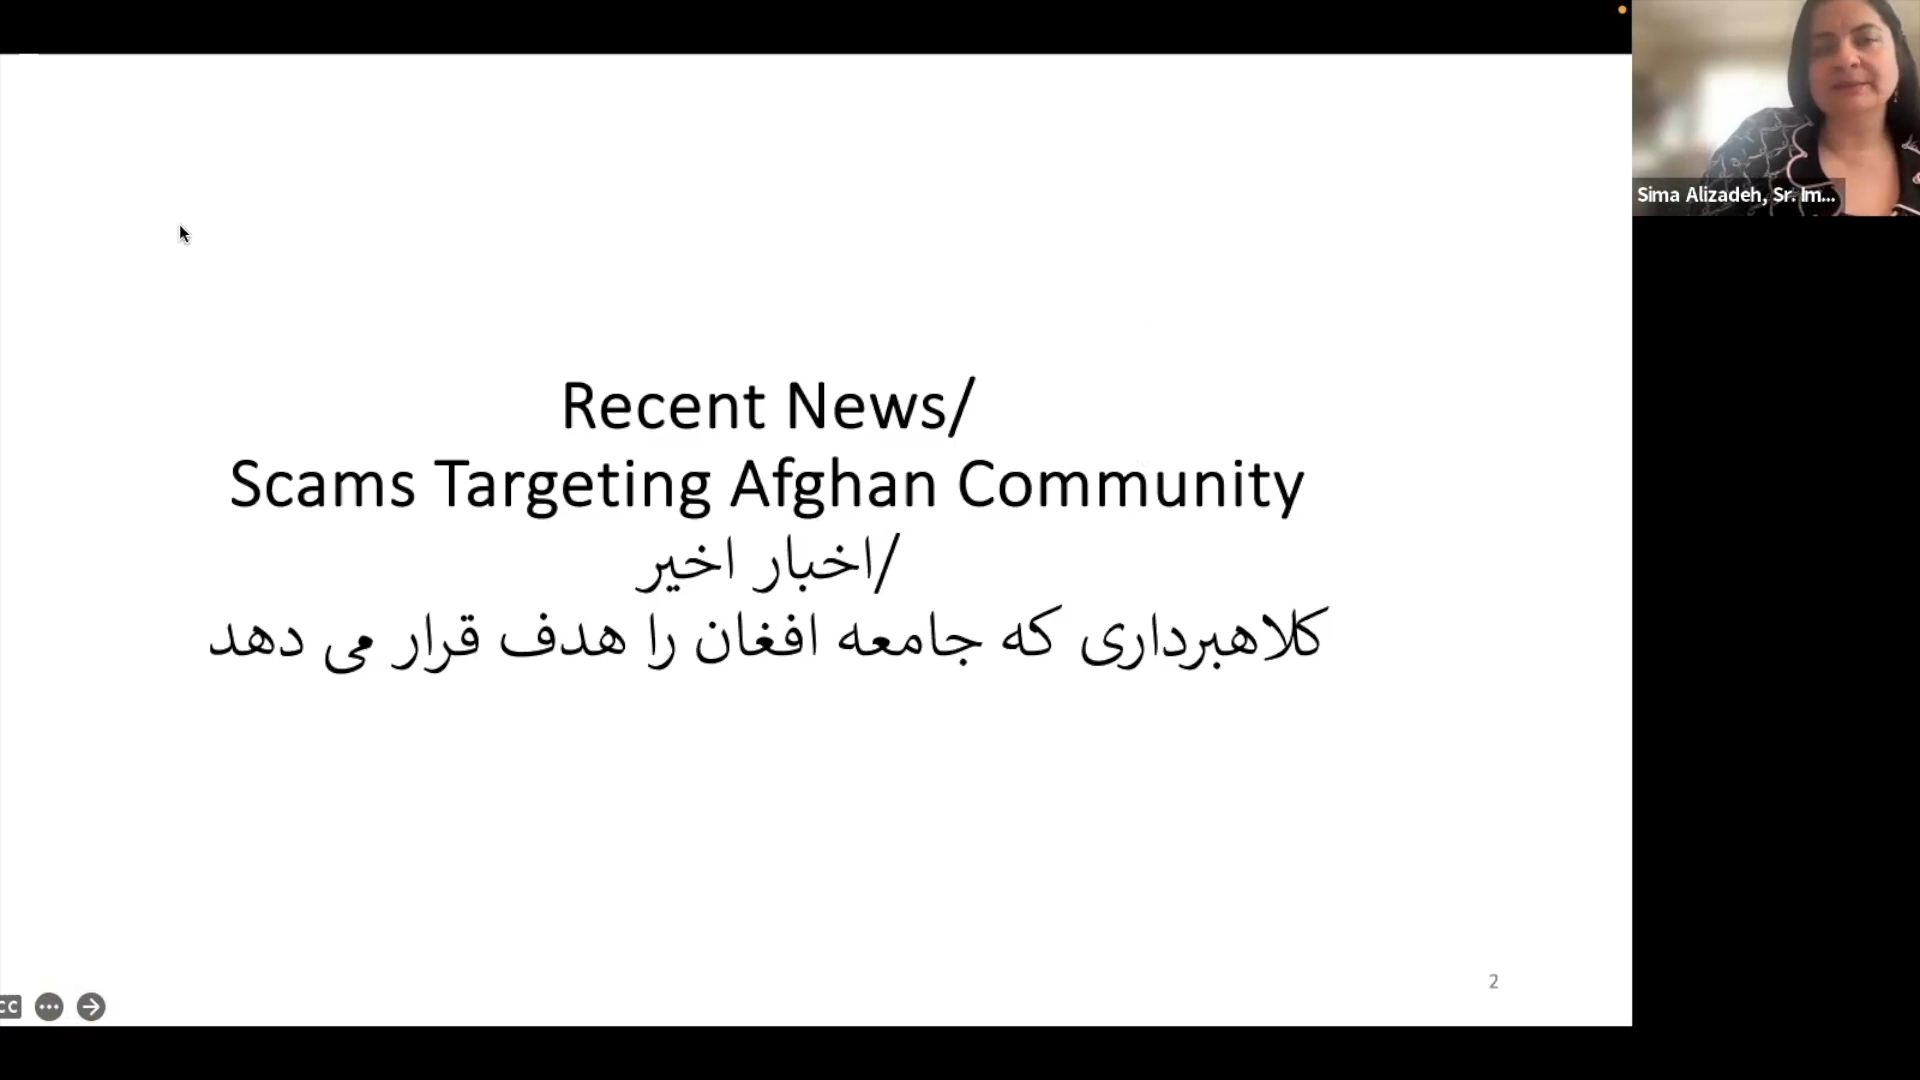 Recent News/
Scams Targeting Afghan Community
اخبار اخیر/
کلاهبرداری که جامعه افغان را هدف قرار می دهد
2
CC
Sima Alizadeh, Sr. Im...